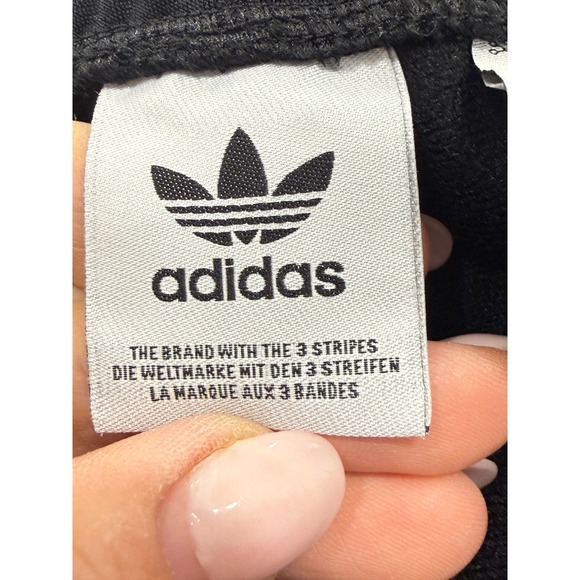 adidas
THE BRAND WITH THE 3 STRIPES
DIE WELTMARKE MIT DEN 3 STREIFEN
LA MARQUE AUX 3 BANDES